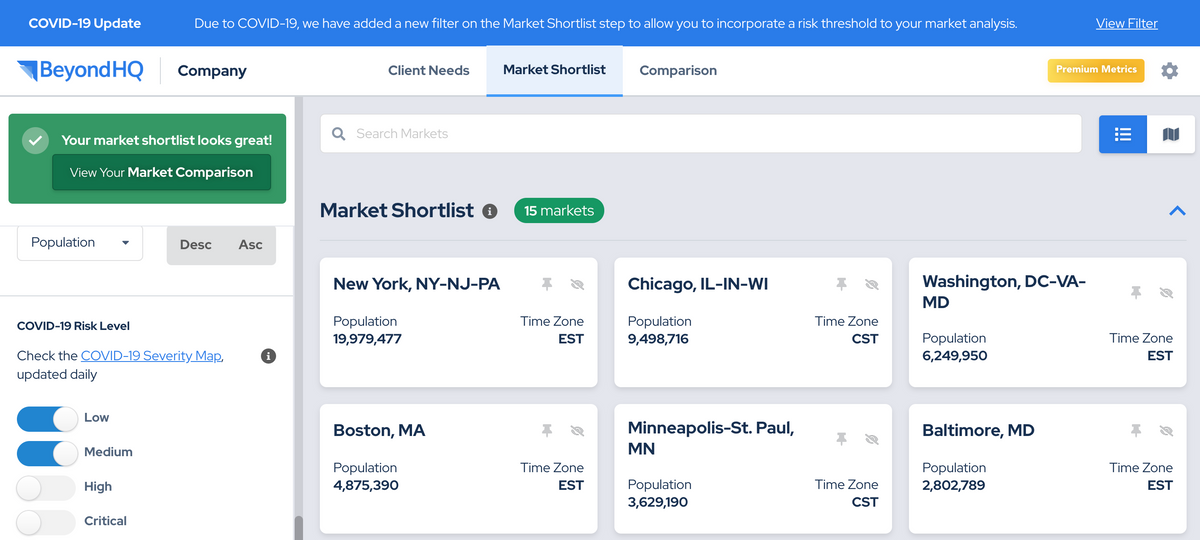 COVID-19 Update
Due to COVID-19, we have added a new filter on the Market Shortlist step to allow you to incorporate a risk threshold to your market analysis.
View Filter
BeyondHQ
Company
Client Needs
Market Shortlist
Comparison
Premium Metrics
Your market shortlist looks great!
View Your Market Comparison
Population
Desc
Asc
COVID-19 Risk Level
Check the COVID-19 Severity Map,
updated daily
Low
Medium
High
Critical
Search Markets
Market Shortlist
15 markets
New York, NY-NJ-PA
Population
Time Zone
19,979,477
EST
Chicago, IL-IN-WI
Population
Time Zone
9,498,716
CST
Washington, DC-VA-
MD
Population
Time Zone
6,249,950
EST
Boston, MA
Population
Time Zone
4,875,390
EST
Minneapolis-St. Paul,
MN
Population
Time Zone
3,629,190
CST
Baltimore, MD
Population
Time Zone
2,802,789
EST